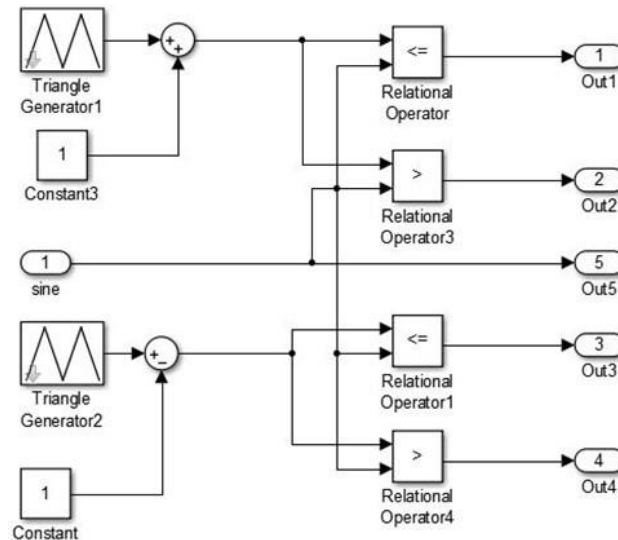 Triangle
Generator1
+
+
1
Constant3
<=
Relational
Operator
1
Out1
>
Relational
Operator3
2
Out2
1
sine
5
Out5
Triangle
Generator2
+
−
1
Constant
<=
Relational
Operator1
3
Out3
>
Relational
Operator4
4
Out4